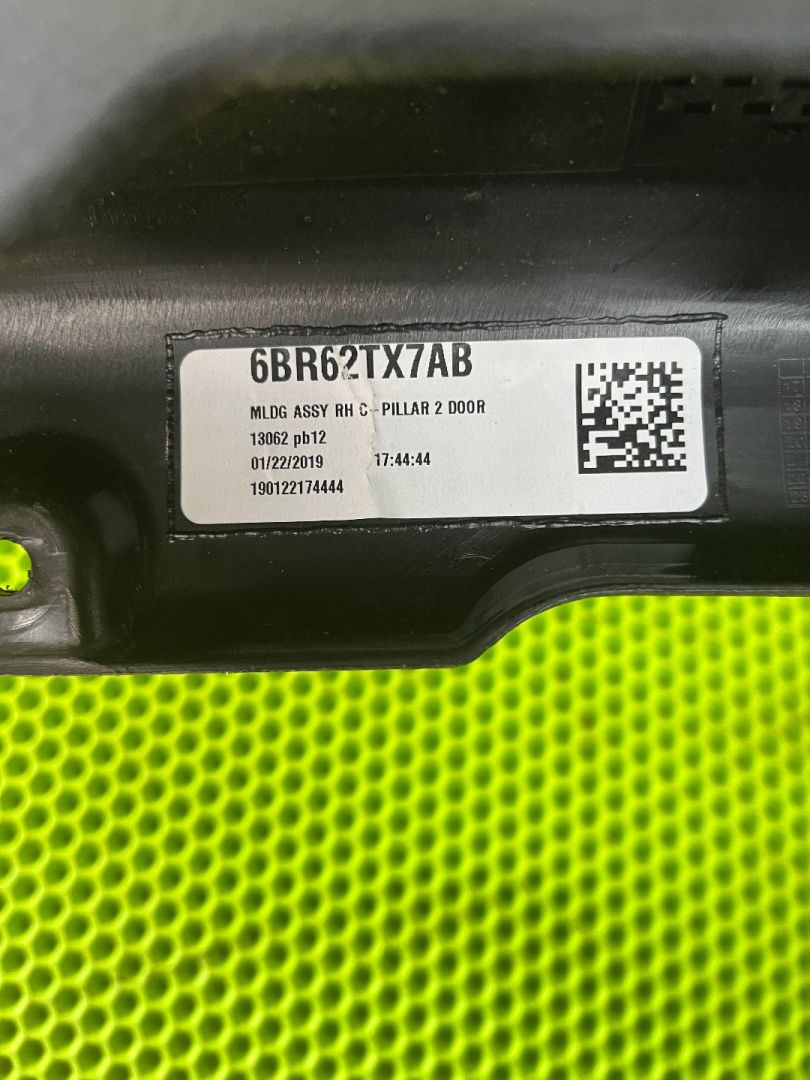 6BR62TX7AB
MLDG ASSY RH C-PILLAR 2 DOOR
13062 pb12
01/22/2019 17:44:44
190122174444